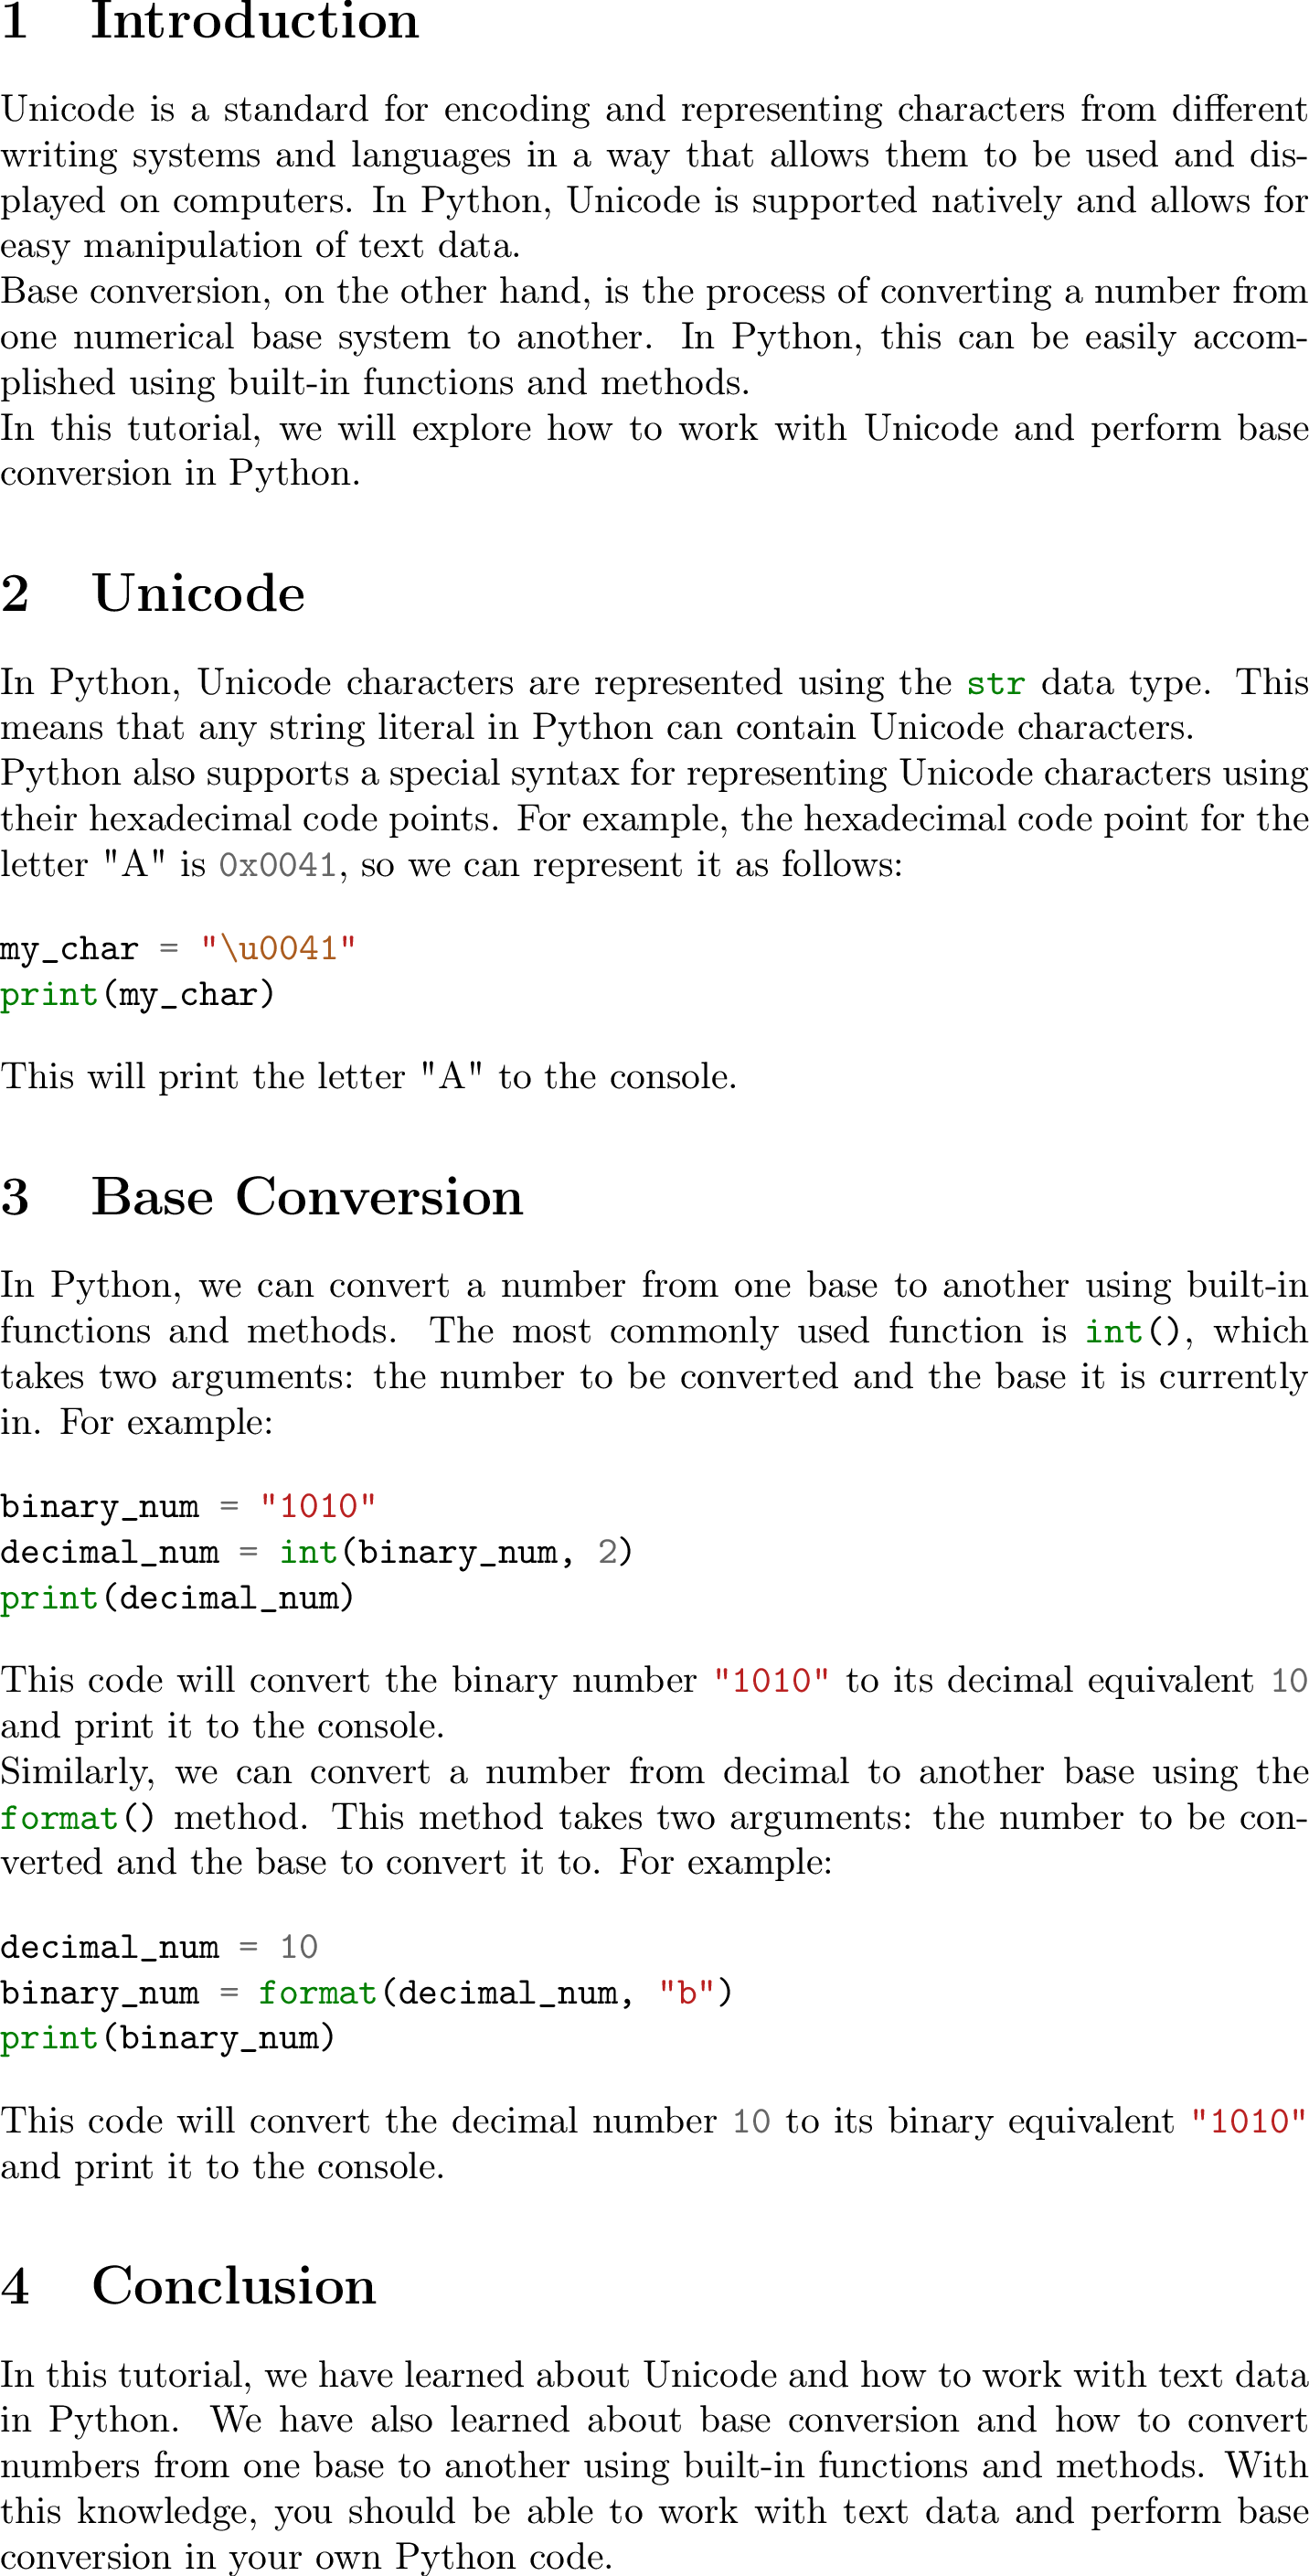 1 Introduction
Unicode is a standard for encoding and representing characters from different
writing systems and languages in a way that allows them to be used and dis-
played on computers. In Python, Unicode is supported natively and allows for
easy manipulation of text data.
Base conversion, on the other hand, is the process of converting a number from
one numerical base system to another. In Python, this can be easily accom-
plished using built-in functions and methods.
In this tutorial, we will explore how to work with Unicode and perform base
conversion in Python.
2 Unicode
In Python, Unicode characters are represented using the str data type. This
means that any string literal in Python can contain Unicode characters.
Python also supports a special syntax for representing Unicode characters using
their hexadecimal code points. For example, the hexadecimal code point for the
letter "A" is 0x0041, so we can represent it as follows:
my_char = "\u0041"
print(my_char)
This will print the letter "A" to the console.
3 Base Conversion
In Python, we can convert a number from one base to another using built-in
functions and methods. The most commonly used function is int(), which
takes two arguments: the number to be converted and the base it is currently
in. For example:
binary_num = "1010"
decimal_num = int(binary_num, 2)
print(decimal_num)
This code will convert the binary number "1010" to its decimal equivalent 10
and print it to the console.
Similarly, we can convert a number from decimal to another base using the
format() method. This method takes two arguments: the number to be con-
verted and the base to convert it to. For example:
decimal_num = 10
binary_num = format(decimal_num, "b")
print(binary_num)
This code will convert the decimal number 10 to its binary equivalent "1010"
and print it to the console.
4 Conclusion
In this tutorial, we have learned about Unicode and how to work with text data
in Python. We have also learned about base conversion and how to convert
numbers from one base to another using built-in functions and methods. With
this knowledge, you should be able to work with text data and perform base
conversion in your own Python code.